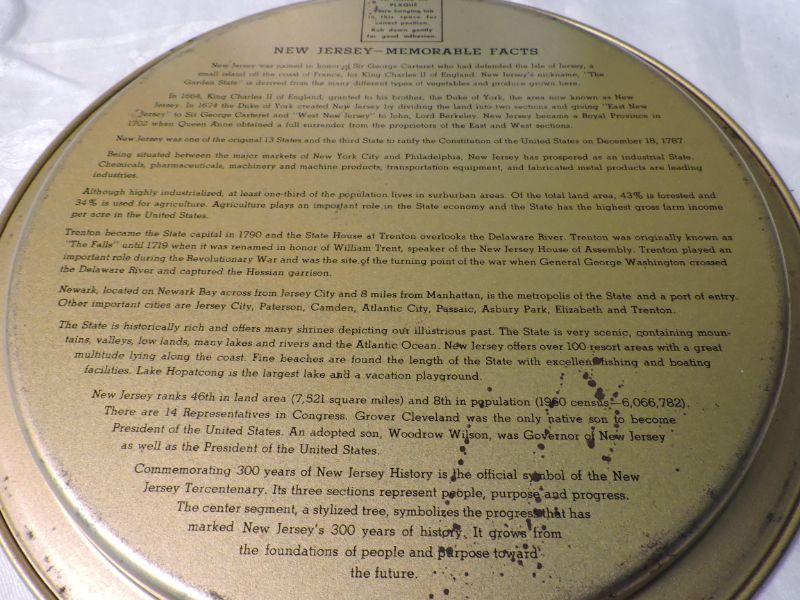 PLAQUE
hanging tab
in this space for
correct position.
Rub down gently
for good adhesion.
NEW JERSEY—MEMORABLE FACTS
New Jersey was named in honor of Sir George Carteret who had defended the Isle of Jersey, a
small island off the coast of France, for King Charles II of England. New Jersey's nickname, "The
Garden State" is derived from the many different types of vegetables and produce grown here.
In 1664, King Charles II of England, granted to his brother, the Duke of York, the area now known as New
Jersey. In 1674 the Duke of York created New Jersey by dividing the land into two sections and giving "East New
Jersey" to Sir George Carteret and "West New Jersey" to John, Lord Berkeley. New Jersey became a Royal Province in
1702 when Queen Anne obtained a full surrender from the proprietors of the East and West sections.
New Jersey was one of the original 13 States and the third State to ratify the Constitution of the United States on December 18, 1787.
Being situated between the major markets of New York City and Philadelphia, New Jersey has prospered as an industrial State.
Chemicals, pharmaceuticals, machinery and machine products, transportation equipment, and fabricated metal products are leading
industries.
Although highly industrialized, at least one-third of the population lives in surburban areas. Of the total land area, 43% is forested and
34% is used for agriculture. Agriculture plays an important role in the State economy and the State has the highest gross farm income
per acre in the United States.
Trenton became the State capital in 1790 and the State House at Trenton overlooks the Delaware River. Trenton was originally known as
"The Falls" until 1719 when it was renamed in honor of William Trent, speaker of the New Jersey House of Assembly. Trenton played an
important role during the Revolutionary War and was the site of the turning point of the war when General George Washington crossed
the Delaware River and captured the Hessian garrison.
Newark, located on Newark Bay across from Jersey City and 8 miles from Manhattan, is the metropolis of the State and a port of entry.
Other important cities are Jersey City, Paterson, Camden, Atlantic City, Passaic, Asbury Park, Elizabeth and Trenton.
The State is historically rich and offers many shrines depicting our illustrious past. The State is very scenic, containing moun-
tains, valleys, low lands, many lakes and rivers and the Atlantic Ocean. New Jersey offers over 100 resort areas with a great
multitude lying along the coast. Fine beaches are found the length of the State with excellent fishing and boating
facilities. Lake Hopatcong is the largest lake and a vacation playground.
New Jersey ranks 46th in land area (7,521 square miles) and 8th in population (1960 census—6,066,782).
There are 14 Representatives in Congress. Grover Cleveland was the only native son to become
President of the United States. An adopted son, Woodrow Wilson, was Governor of New Jersey
as well as the President of the United States.
Commemorating 300 years of New Jersey History is the official symbol of the New
Jersey Tercentenary. Its three sections represent people, purpose and progress.
The center segment, a stylized tree, symbolizes the progress that has
marked New Jersey's 300 years of history. It grows from
the foundations of people and purpose toward
the future.